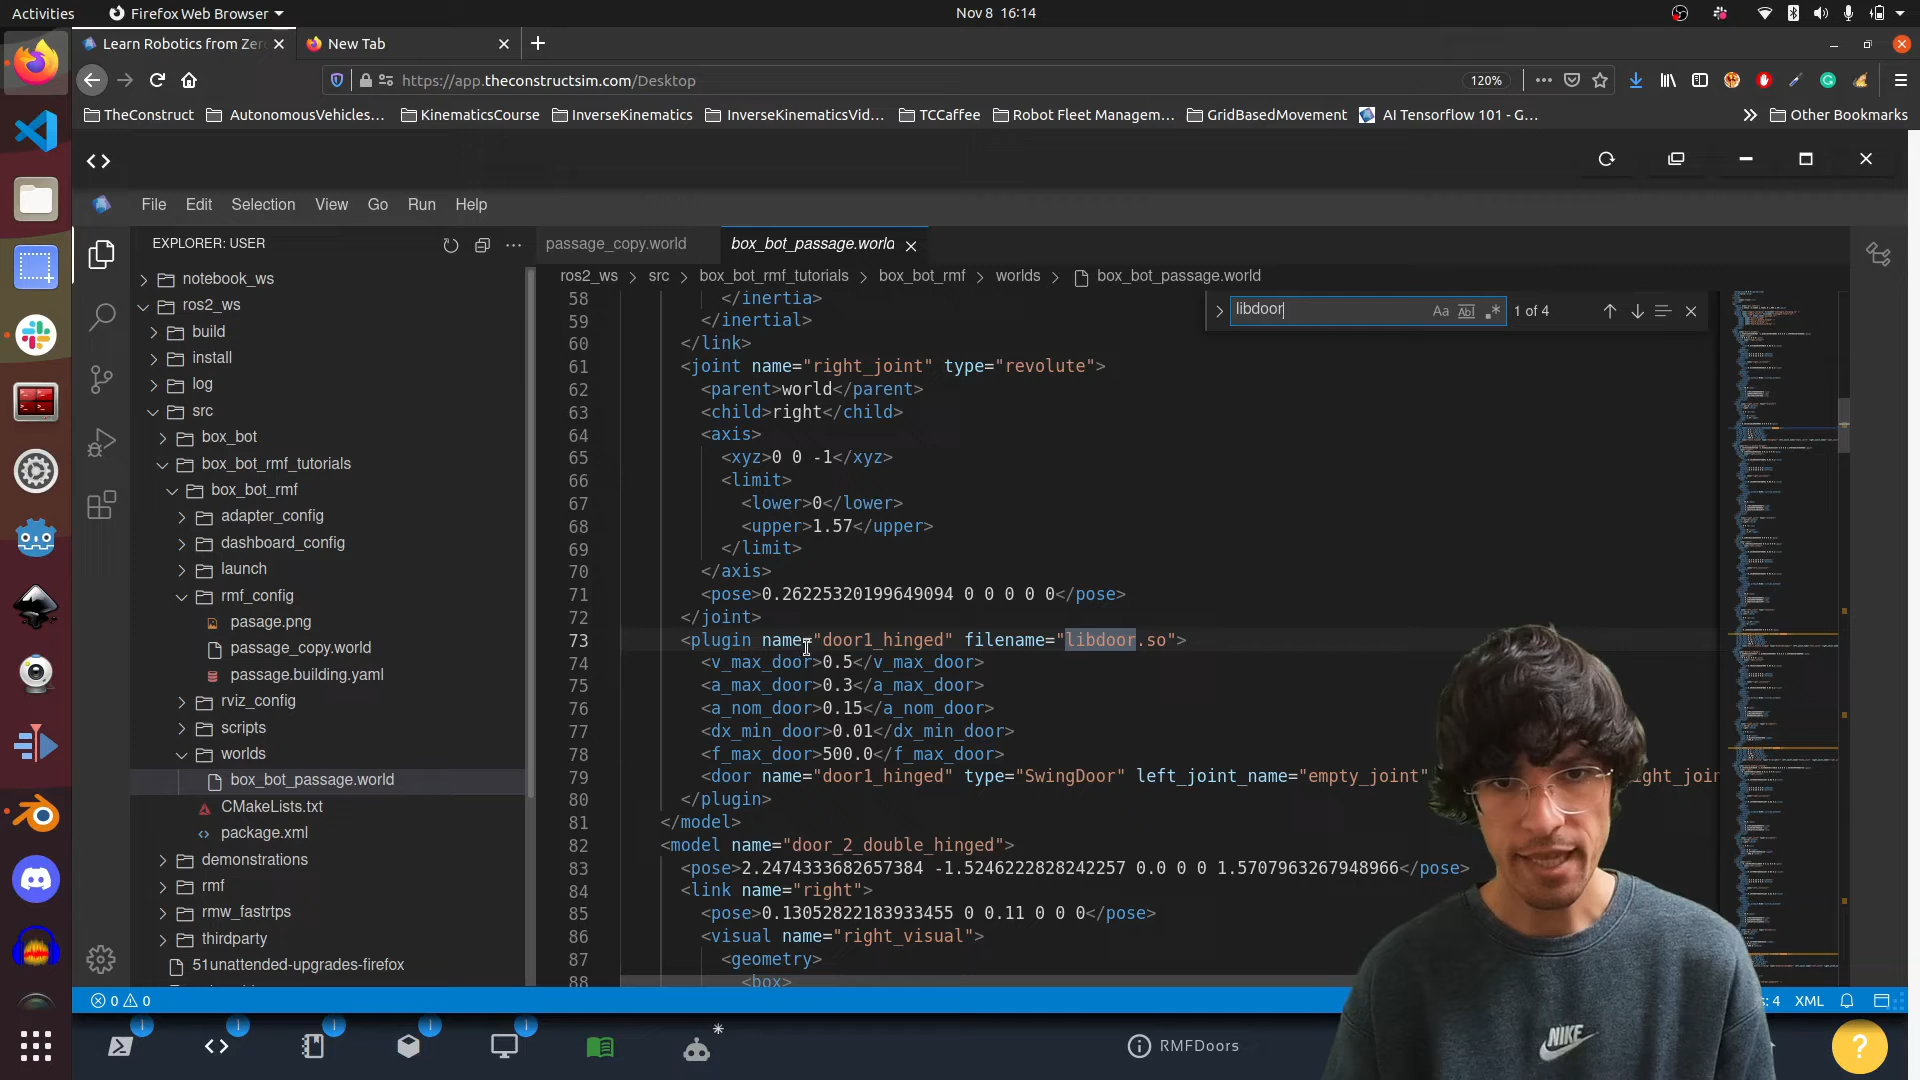 Activities
Firefox Web Browser
Nov 8 16:14
Learn Robotics from Zer
New Tab
https://app.theconstructsim.com/Desktop
120%
TheConstruct
AutonomousVehicles...
KinematicsCourse
InverseKinematics
InverseKinematicsVid...
TCCaffee
Robot Fleet Managem...
GridBasedMovement
AI Tensorflow 101 - G...
Other Bookmarks
File Edit Selection View Go Run Help
EXPLORER: USER
notebook_ws
ros2_ws
build
install
log
src
box_bot
box_bot_rmf_tutorials
box_bot_rmf
adapter_config
dashboard_config
launch
rmf_config
pasage.png
passage_copy.world
passage.building.yaml
rviz_config
scripts
worlds
box_bot_passage.world
CMakeLists.txt
package.xml
demonstrations
rmf
rmw_fastrtps
thirdparty
51unattended-upgrades-firefox
passage_copy.world
box_bot_passage.world
ros2_ws > src > box_bot_rmf_tutorials > box_bot_rmf > worlds > box_bot_passage.world
libdoor
Aa
Abl
1 of 4
58 </inertia>
59 </inertial>
60 </link>
61 <joint name="right_joint" type="revolute">
62 <parent>world</parent>
63 <child>right</child>
64 <axis>
65 <xyz>0 0 -1</xyz>
66 <limit>
67 <lower>0</lower>
68 <upper>1.57</upper>
69 </limit>
70 </axis>
71 <pose>0.26225320199649094 0 0 0 0 0</pose>
72 </joint>
73 <plugin name="door1_hinged" filename="libdoor.so">
74 <v_max_door>0.5</v_max_door>
75 <a_max_door>0.3</a_max_door>
76 <a_nom_door>0.15</a_nom_door>
77 <dx_min_door>0.01</dx_min_door>
78 <f_max_door>500.0</f_max_door>
79 <door name="door1_hinged" type="SwingDoor" left_joint_name="empty_joint" ight_join
80 </plugin>
81 </model>
82 <model name="door_2_double_hinged">
83 <pose>2.2474333682657384 -1.5246222828242257 0.0 0 0 1.5707963267948966</pose>
84 <link name="right">
85 <pose>0.13052822183933455 0 0.11 0 0 0</pose>
86 <visual name="right_visual">
87 <geometry>
88 <box>
0 0
: 4
XML
RMFDoors
NIKE
?